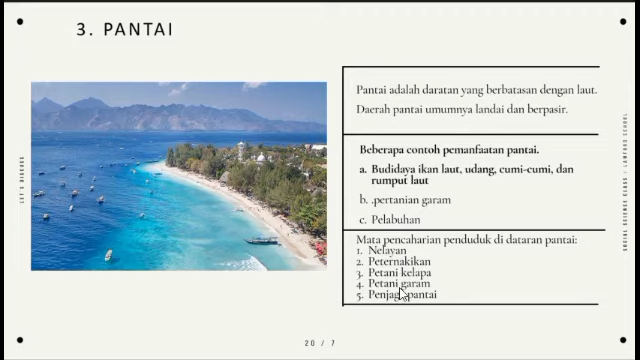 3. PANTAI
LET'S DISCUSS
Pantai adalah daratan yang berbatasan dengan laut.
Daerah pantai umumnya landai dan berpasir.
Beberapa contoh pemanfaatan pantai.
a. Budidaya ikan laut, udang, cumi-cumi, dan
rumput laut
b. .pertanian garam
c. Pelabuhan
Mata pencaharian penduduk di dataran pantai:
1. Nelayan
2. Peternakikan
3. Petani kelapa
4. Petani garam
5. Penjaga pantai
20 / 7